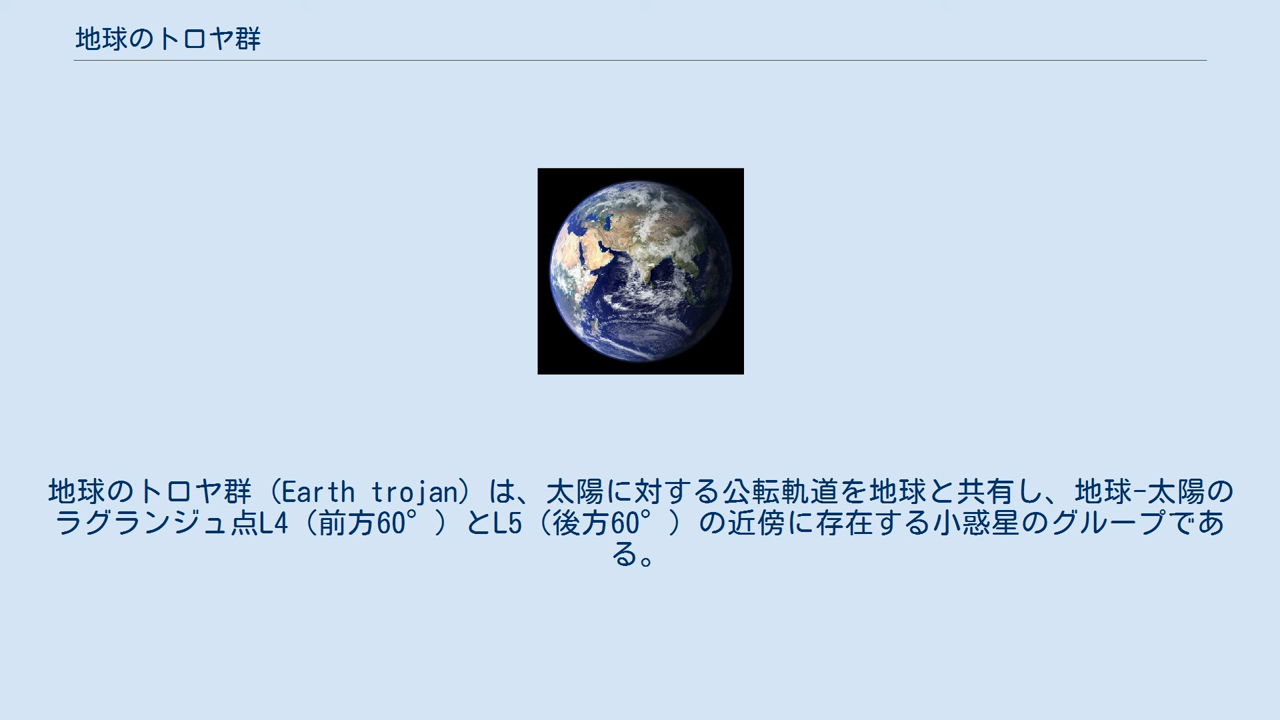 地球のトロヤ群
地球のトロヤ群（Earth trojan）は、太陽に対する公転軌道を地球と共有し、地球-太陽の
ラグランジュ点L4（前方60°）とL5（後方60°）の近傍に存在する小惑星のグループであ
る。